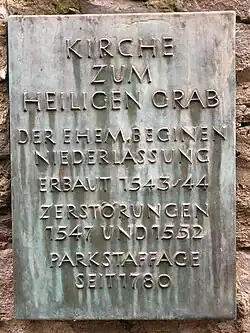 KIRCHE
ZUM
HEILIGEN GRAB
DER EHEM. BEGINEN
NIEDERLASSUNG
ERBAUT 1543/44
ZERSTÖRUNGEN
1547 UND 1552
PARKSTAFFAGE
SEIT 1780